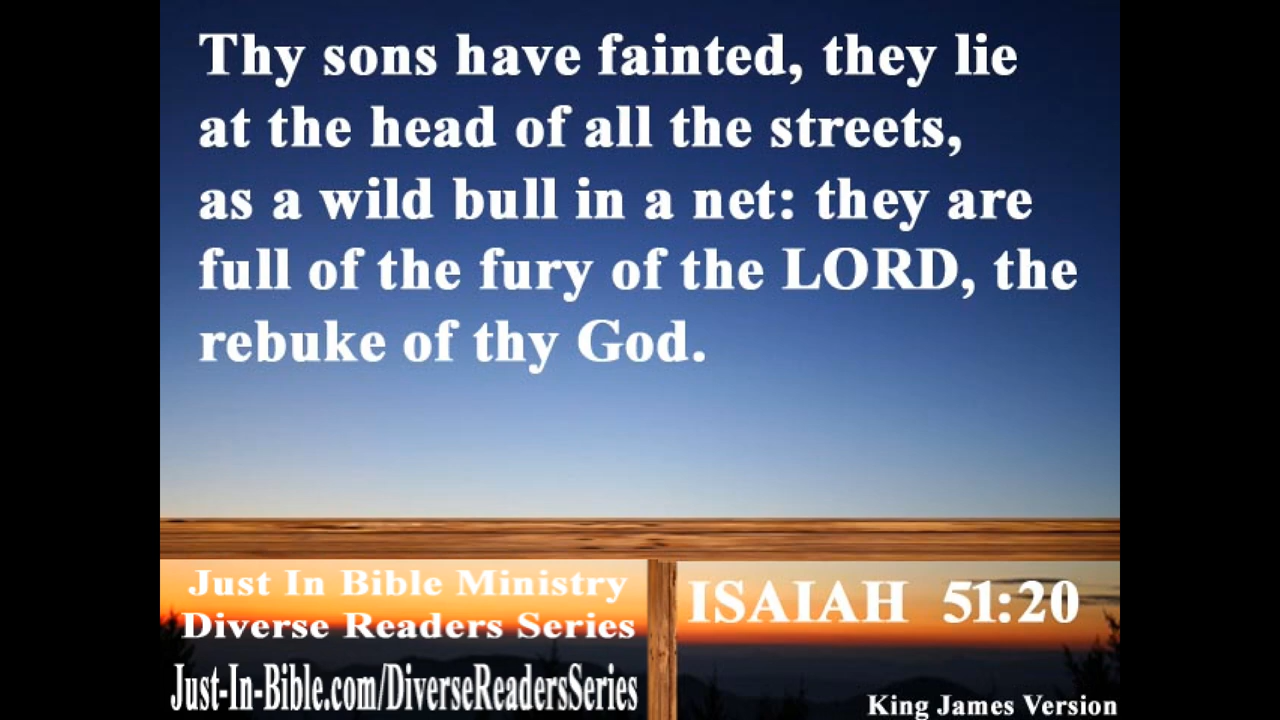 Thy sons have fainted, they lie
at the head of all the streets,
as a wild bull in a net: they are
full of the fury of the LORD, the
rebuke of thy God.
Just In Bible Ministry
Diverse Readers Series
Just-In-Bible.com/DiverseReadersSeries
ISAIAH 51:20
King James Version